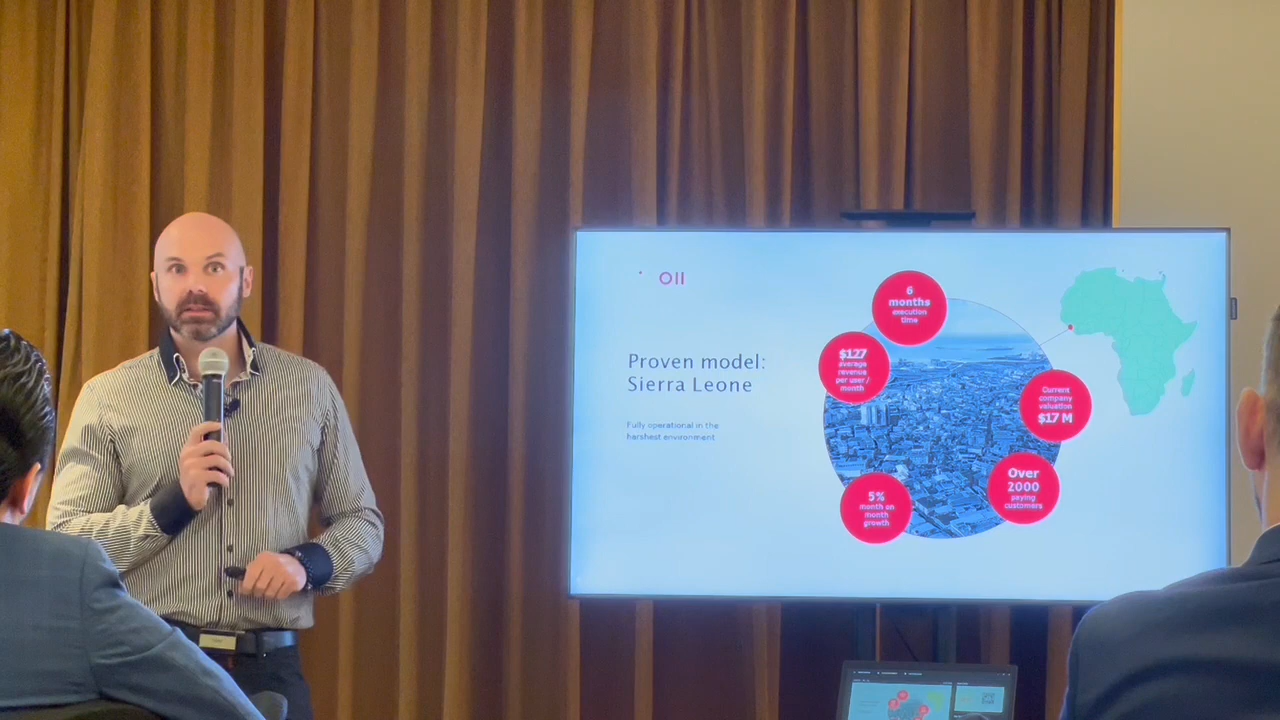 OII
Proven model:
Sierra Leone
Fully operational in the
harshest environment
6
months
execution
time
$127
average
revenue
per user /
month
Current
company
valuation
$17 M
Over
2000
paying
customers
5%
month on
month
growth